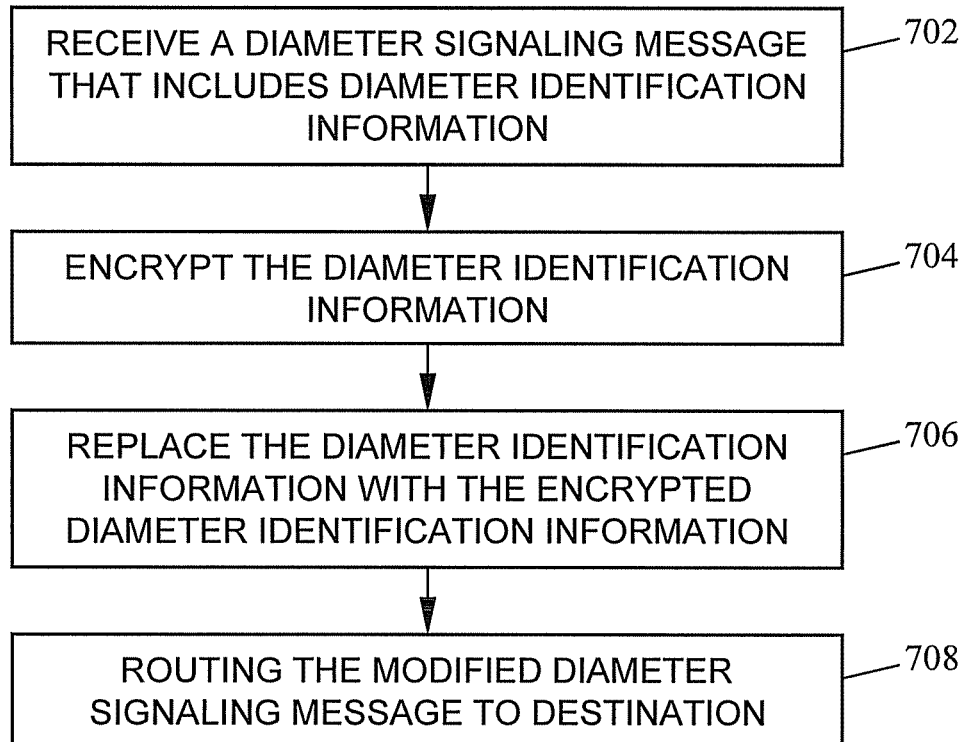 RECEIVE A DIAMETER SIGNALING MESSAGE
THAT INCLUDES DIAMETER IDENTIFICATION
INFORMATION
702
ENCRYPT THE DIAMETER IDENTIFICATION
INFORMATION
704
REPLACE THE DIAMETER IDENTIFICATION
INFORMATION WITH THE ENCRYPTED
DIAMETER IDENTIFICATION INFORMATION
706
ROUTING THE MODIFIED DIAMETER
SIGNALING MESSAGE TO DESTINATION
708